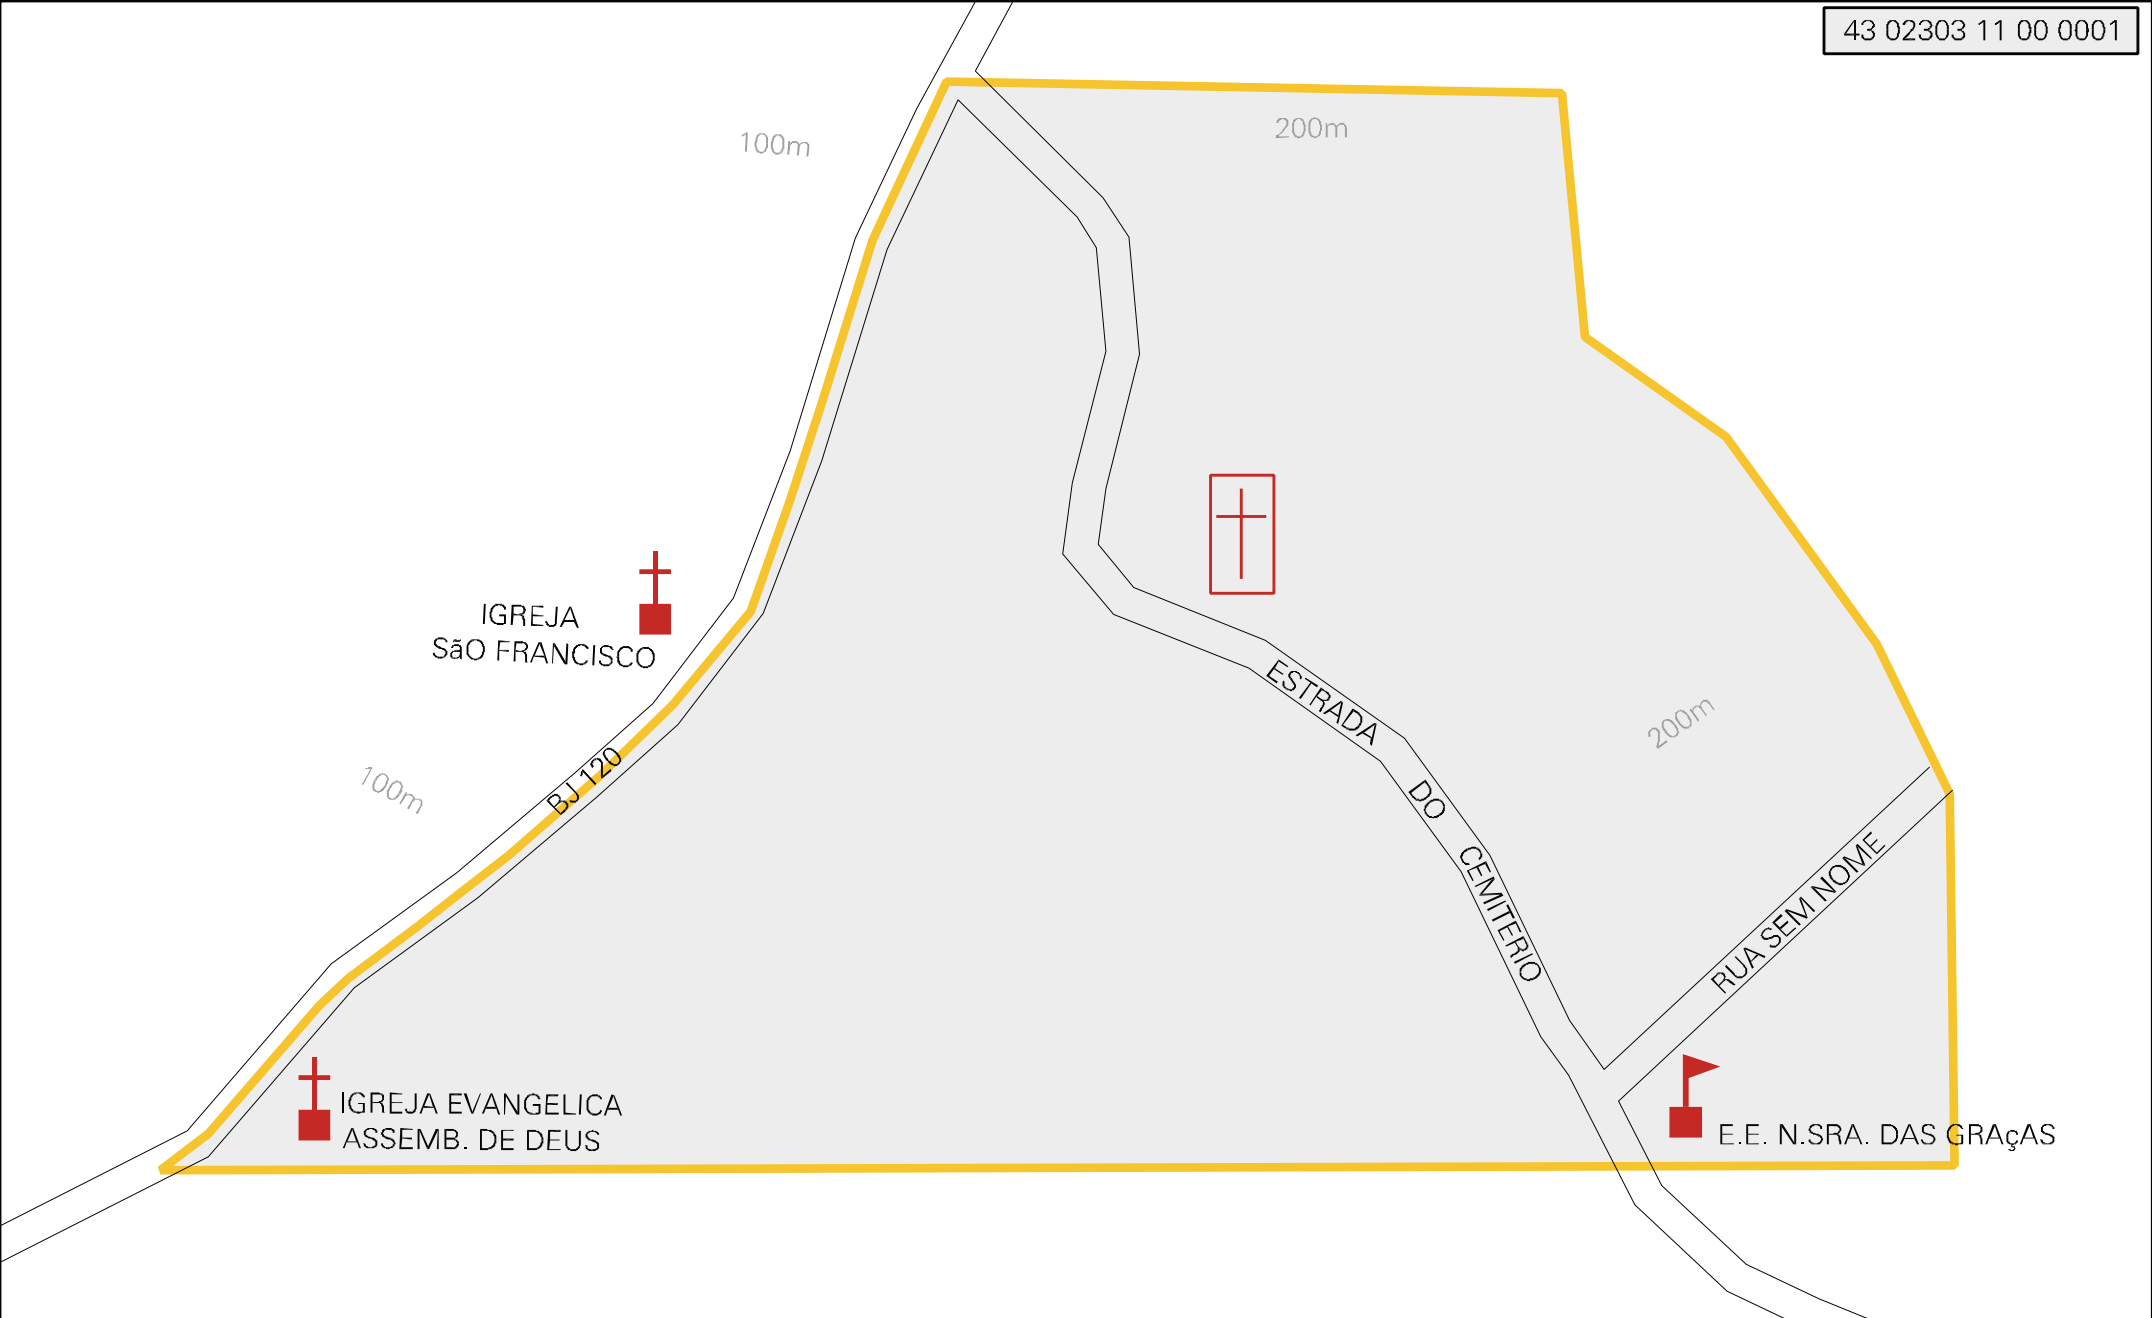 43 02303 11 00 0001
100m
200m
IGREJA
SãO FRANCISCO
ESTRADA
200m
BJ 120
100m
DO
CEMITERIO
RUA SEM NOME
IGREJA EVANGELICA
ASSEMB. DE DEUS
E.E. N.SRA. DAS GRAçAS